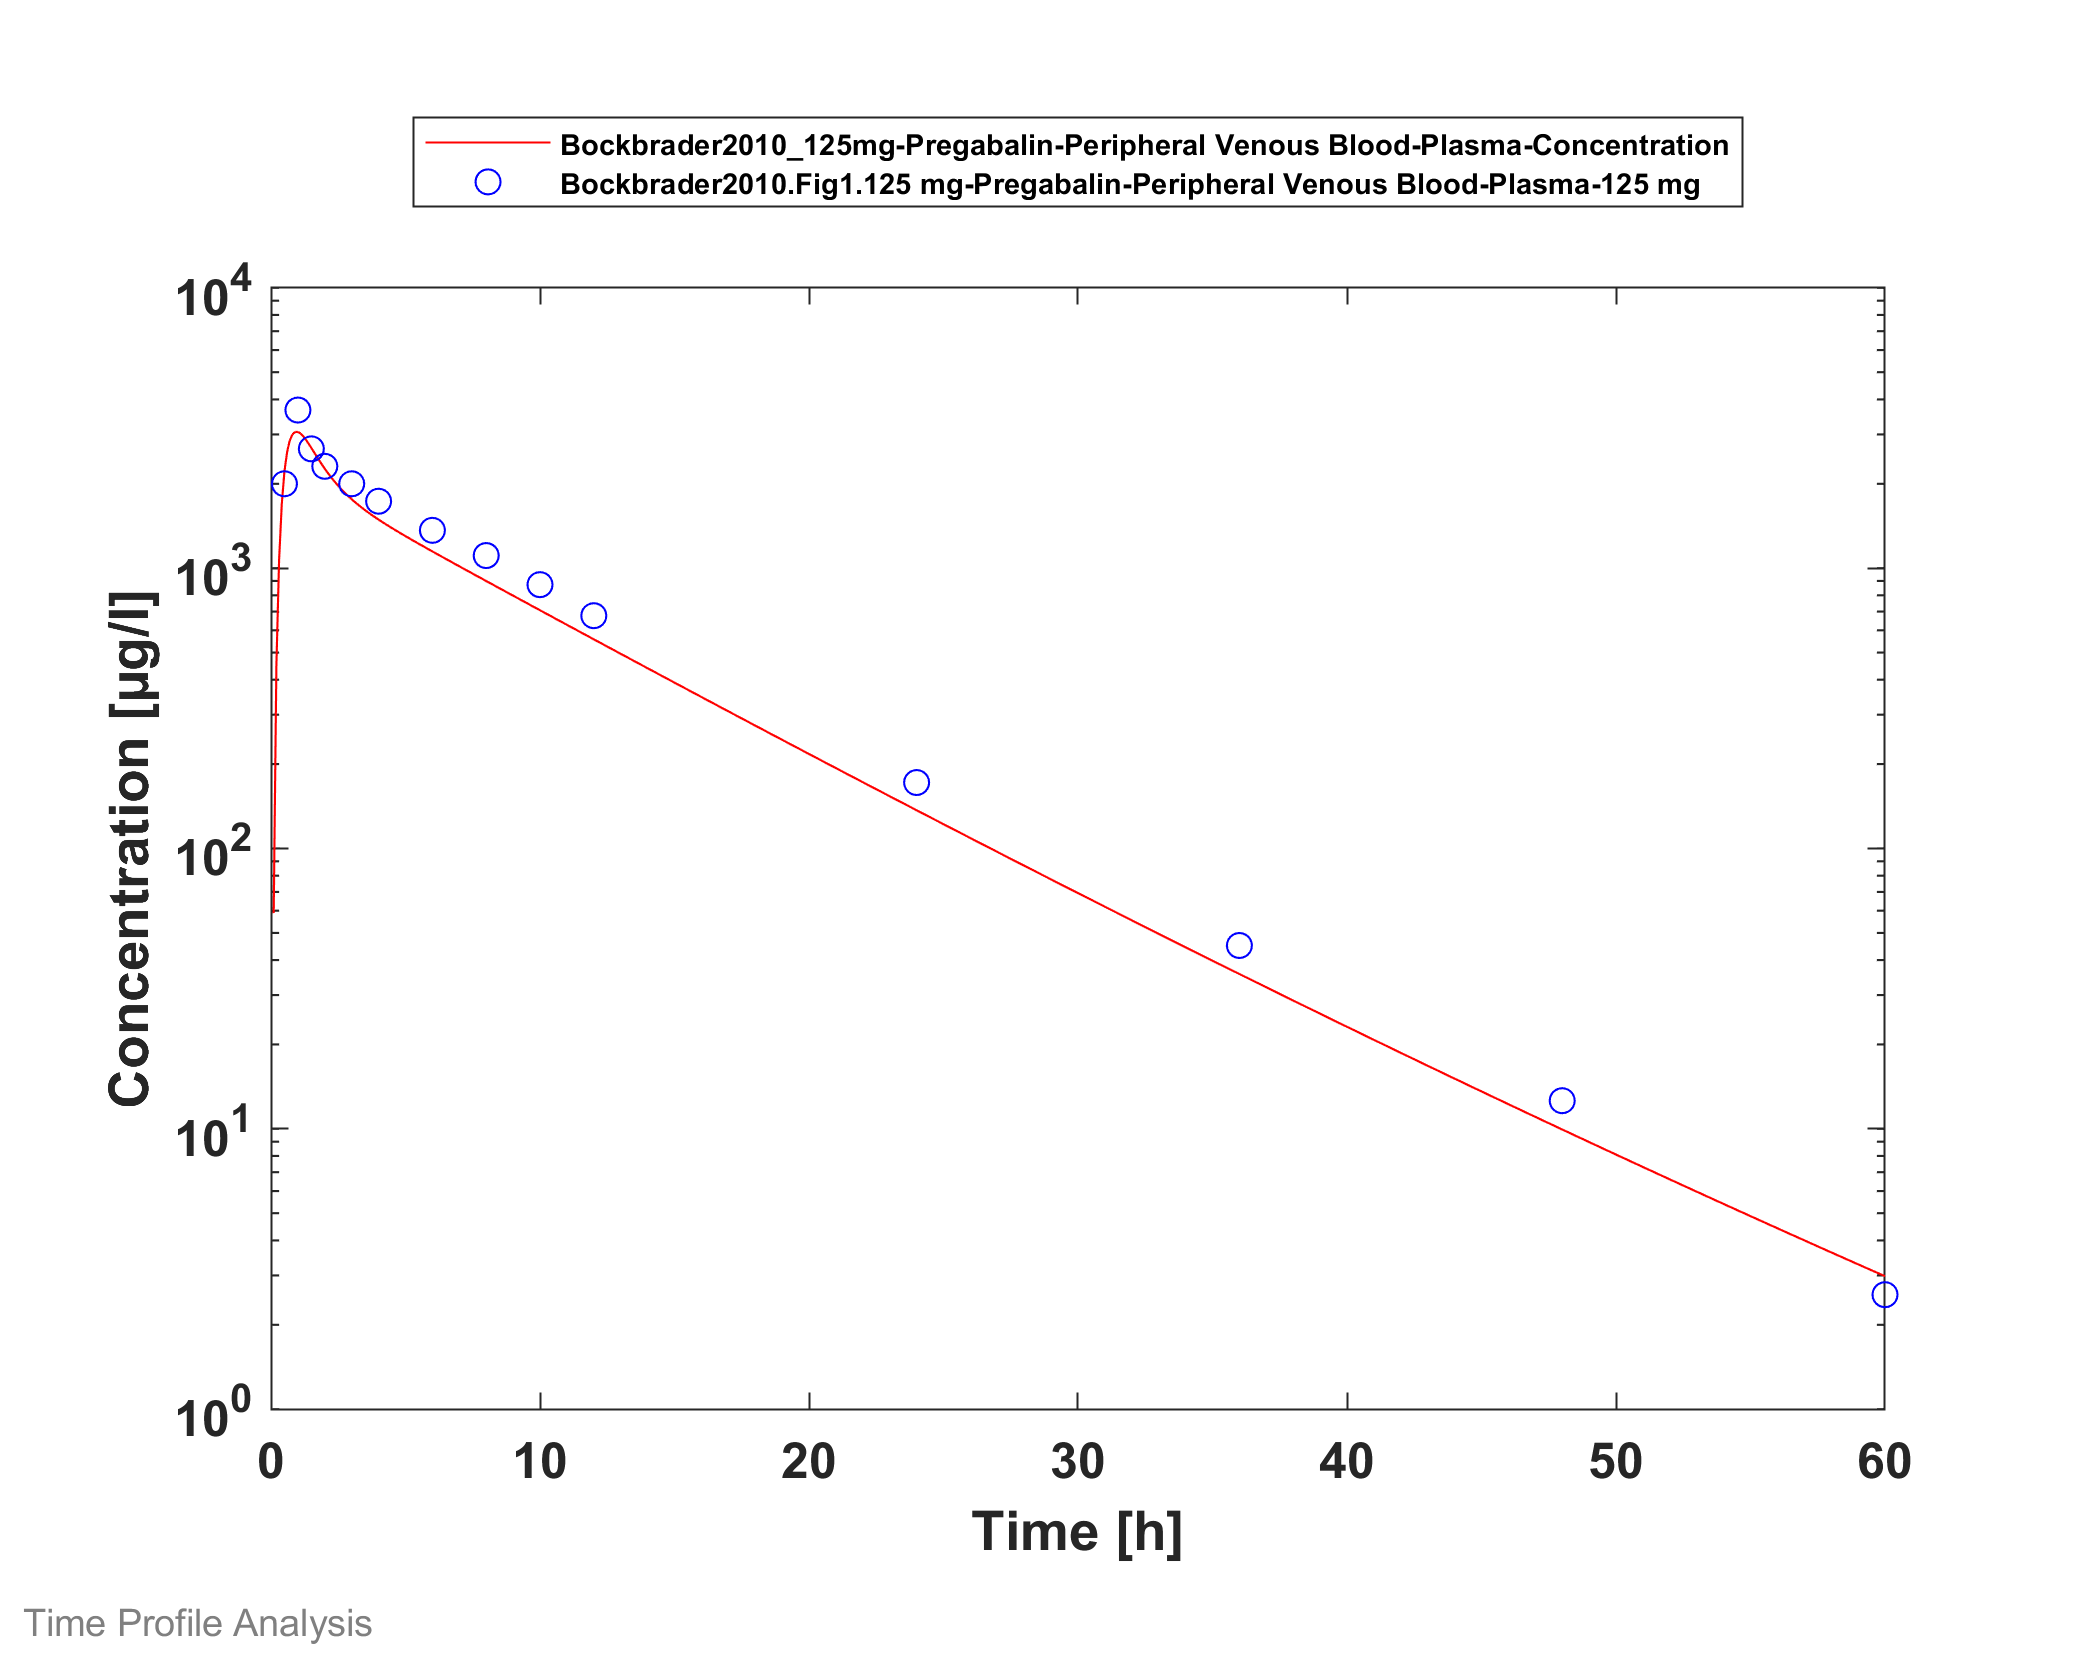 Bockbrader2010_125mg-Pregabalin-Peripheral Venous Blood-Plasma-Concentration
Bockbrader2010.Fig1.125 mg-Pregabalin-Peripheral Venous Blood-Plasma-125 mg
10^4
10^3
10^2
10^1
10^0
Concentration [µg/l]
0 10 20 30 40 50 60
Time [h]
Time Profile Analysis